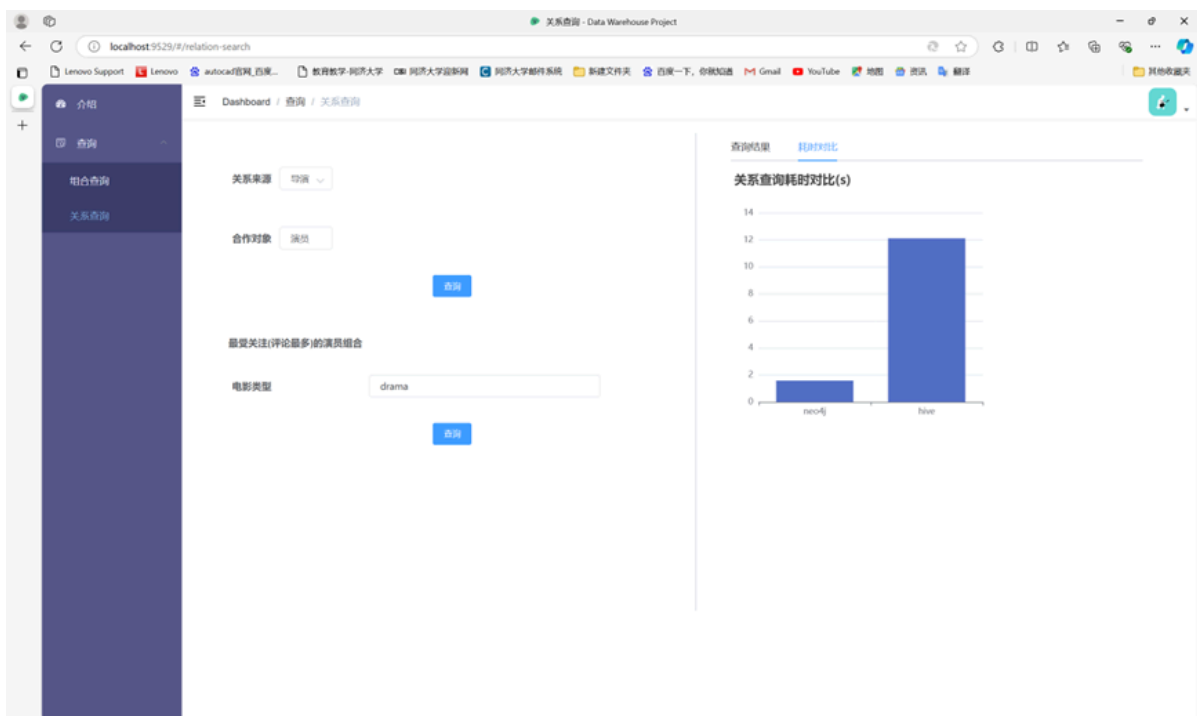 关系查询 - Data Warehouse Project
localhost:9529/#/relation-search
Lenovo Support Lenovo autocad官网_百度... 教育教学-同济大学 同济大学迎新网 同济大学邮件系统 新建文件夹 百度一下，你就知道 Gmail YouTube 地图 资讯 翻译 其他收藏夹
介绍
Dashboard / 查询 / 关系查询
查询
组合查询
关系查询
关系来源 导演
合作对象 演员
查询
最受关注(评论最多)的演员组合
电影类型 drama
查询
查询结果 耗时对比
关系查询耗时对比(s)
14
12
10
8
6
4
2
0
neo4j hive